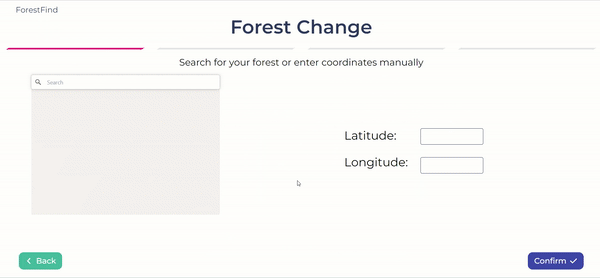 ForestFind
Forest Change
Search for your forest or enter coordinates manually
Search
Latitude:
Longitude:
Back
Confirm